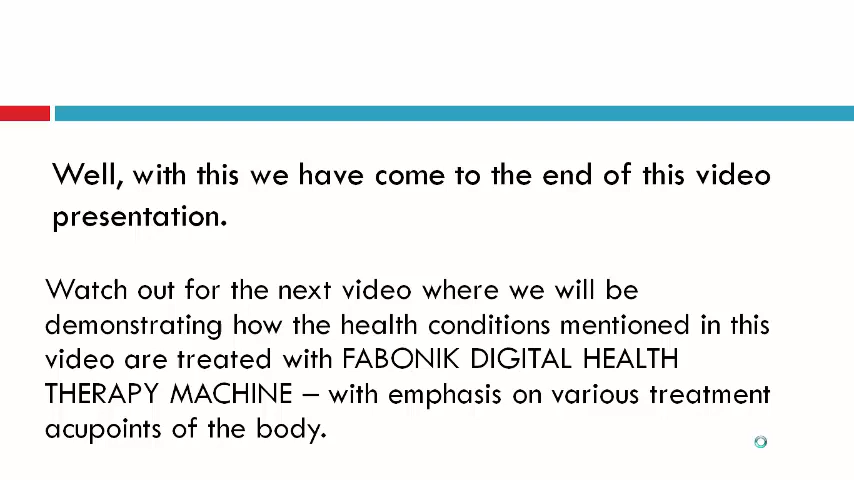 Well, with this we have come to the end of this video
presentation.
Watch out for the next video where we will be
demonstrating how the health conditions mentioned in this
video are treated with FABONIK DIGITAL HEALTH
THERAPY MACHINE – with emphasis on various treatment
acupoints of the body.